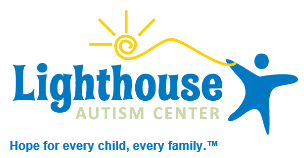 Lighthouse
AUTISM CENTER
Hope for every child, every family.™